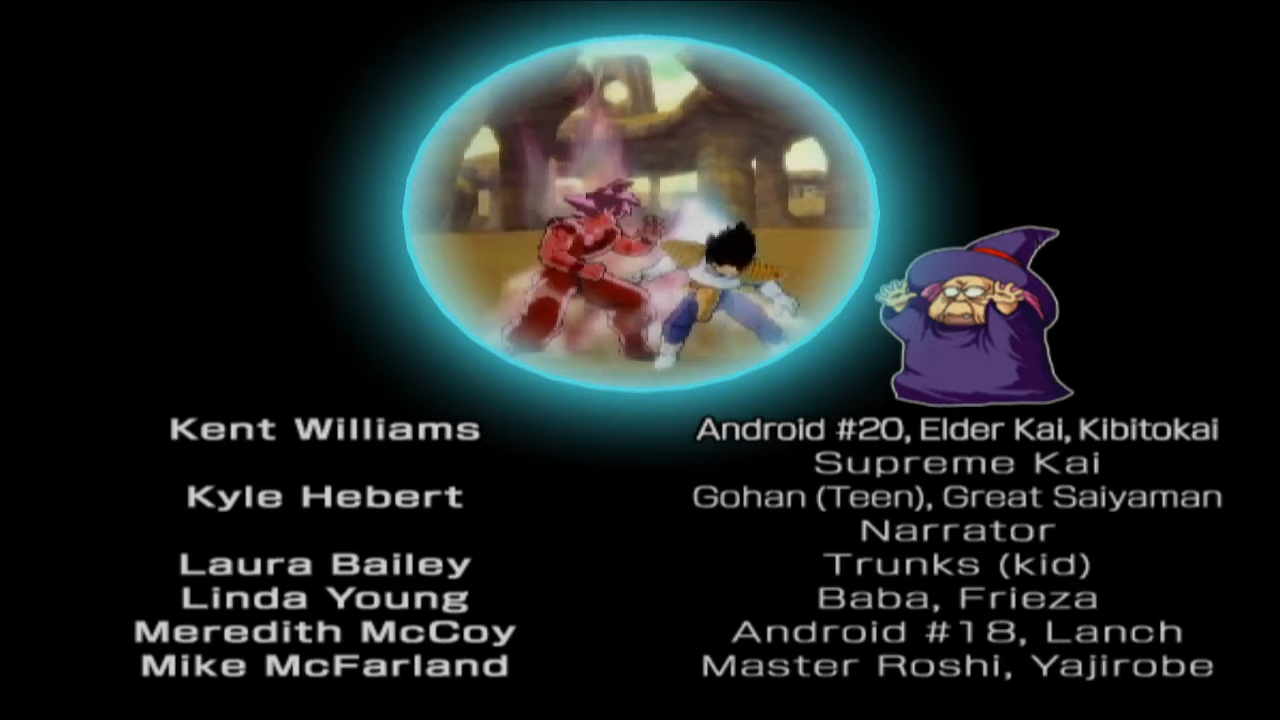 Kent Williams Android #20, Elder Kai, Kibitokai
Supreme Kai
Kyle Hebert Gohan (Teen), Great Saiyaman
Narrator
Laura Bailey Trunks (kid)
Linda Young Baba, Frieza
Meredith McCoy Android #18, Lanch
Mike McFarland Master Roshi, Yajirobe